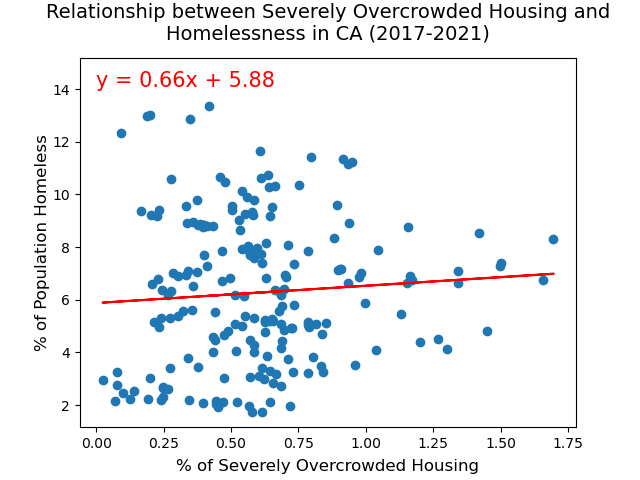 Relationship between Severely Overcrowded Housing and
Homelessness in CA (2017-2021)
y = 0.66x + 5.88
% of Population Homeless
14
12
10
8
6
4
2
0.00 0.25 0.50 0.75 1.00 1.25 1.50 1.75
% of Severely Overcrowded Housing